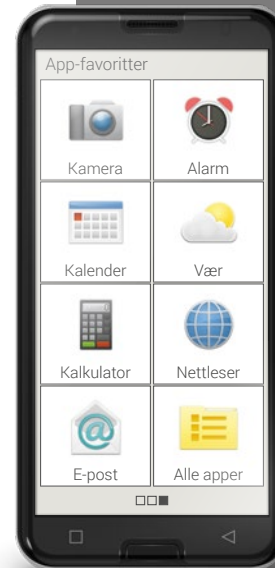 App-favoritter
Kamera
Alarm
Kalender
Vær
Kalkulator
Nettleser
E-post
Alle apper